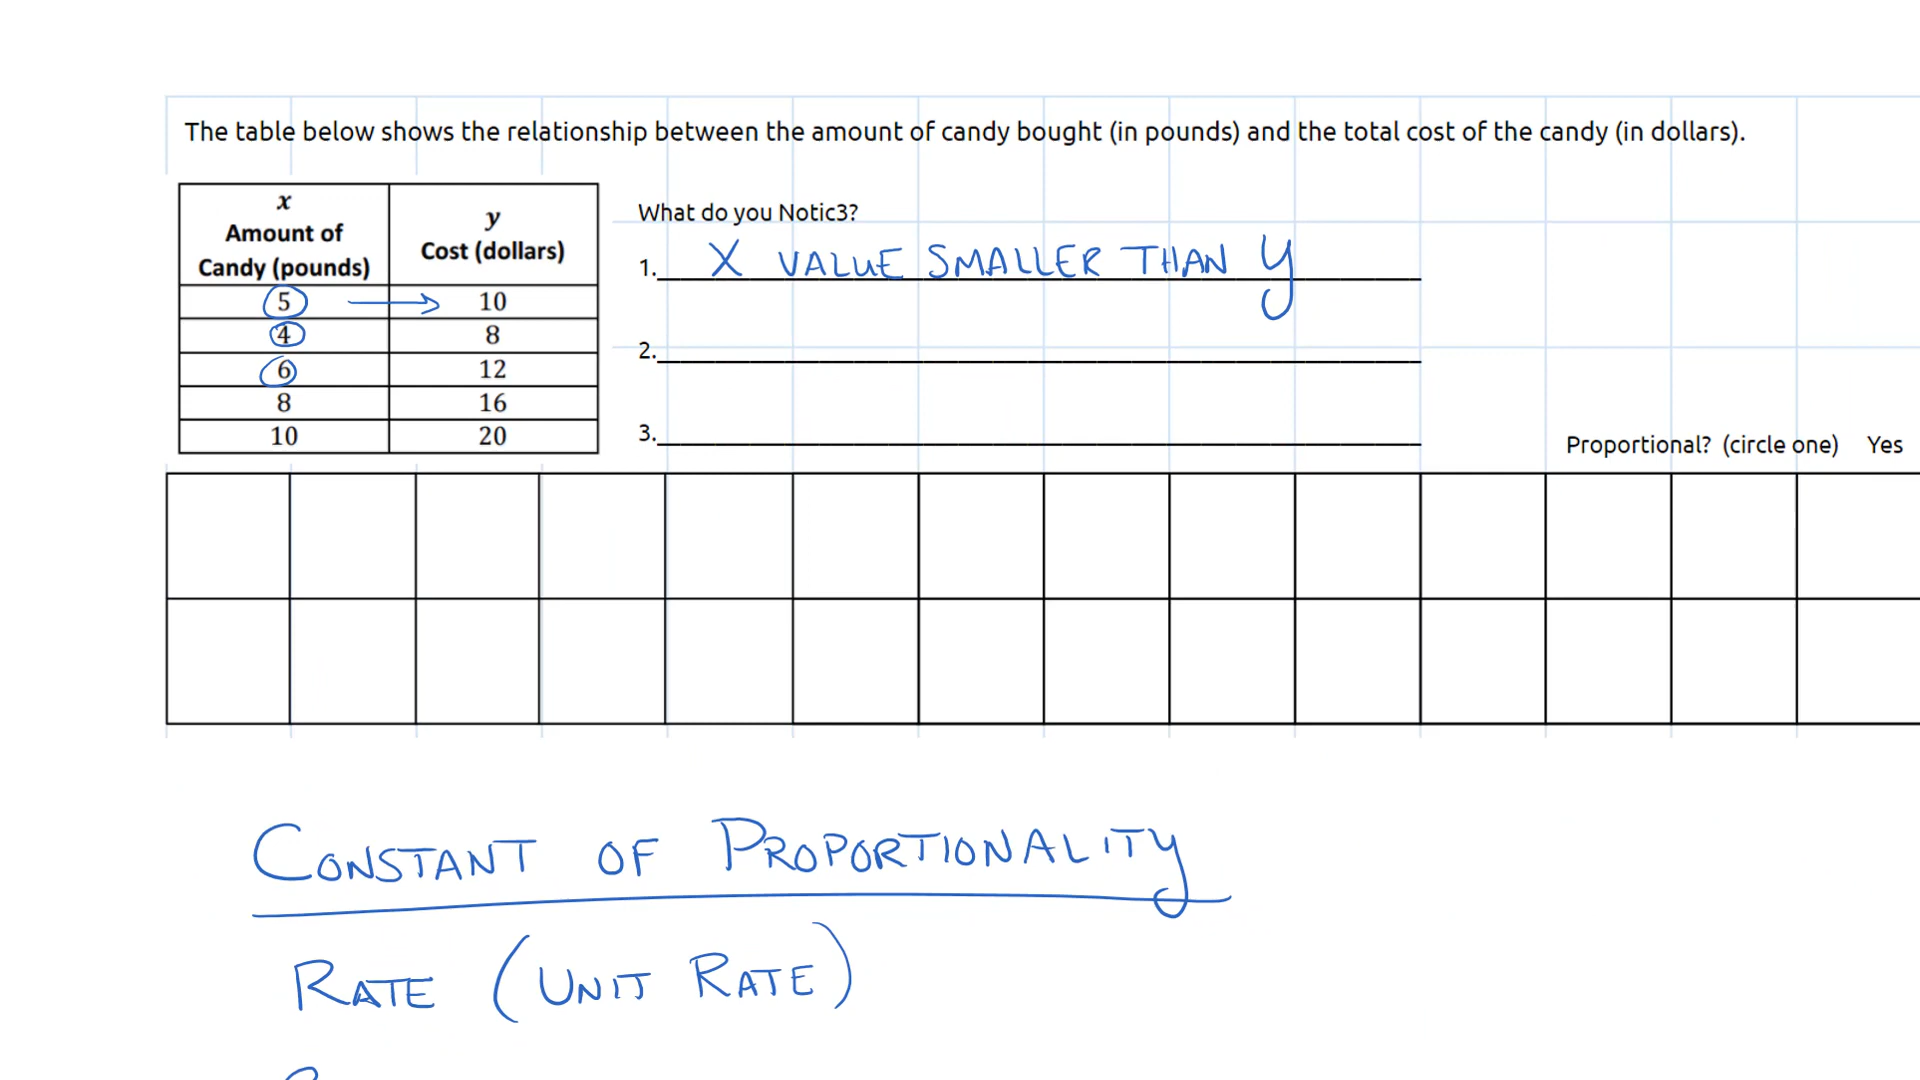 The table below shows the relationship between the amount of candy bought (in pounds) and the total cost of the candy (in dollars).
x
Amount of
Candy (pounds)
y
Cost (dollars)
5 → 10
4 8
6 12
8 16
10 20
What do you Notic3?
1. X VALUE SMALLER THAN Y
2.
3.
Proportional? (circle one) Yes
CONSTANT OF PROPORTIONALITY
RATE (UNIT RATE)